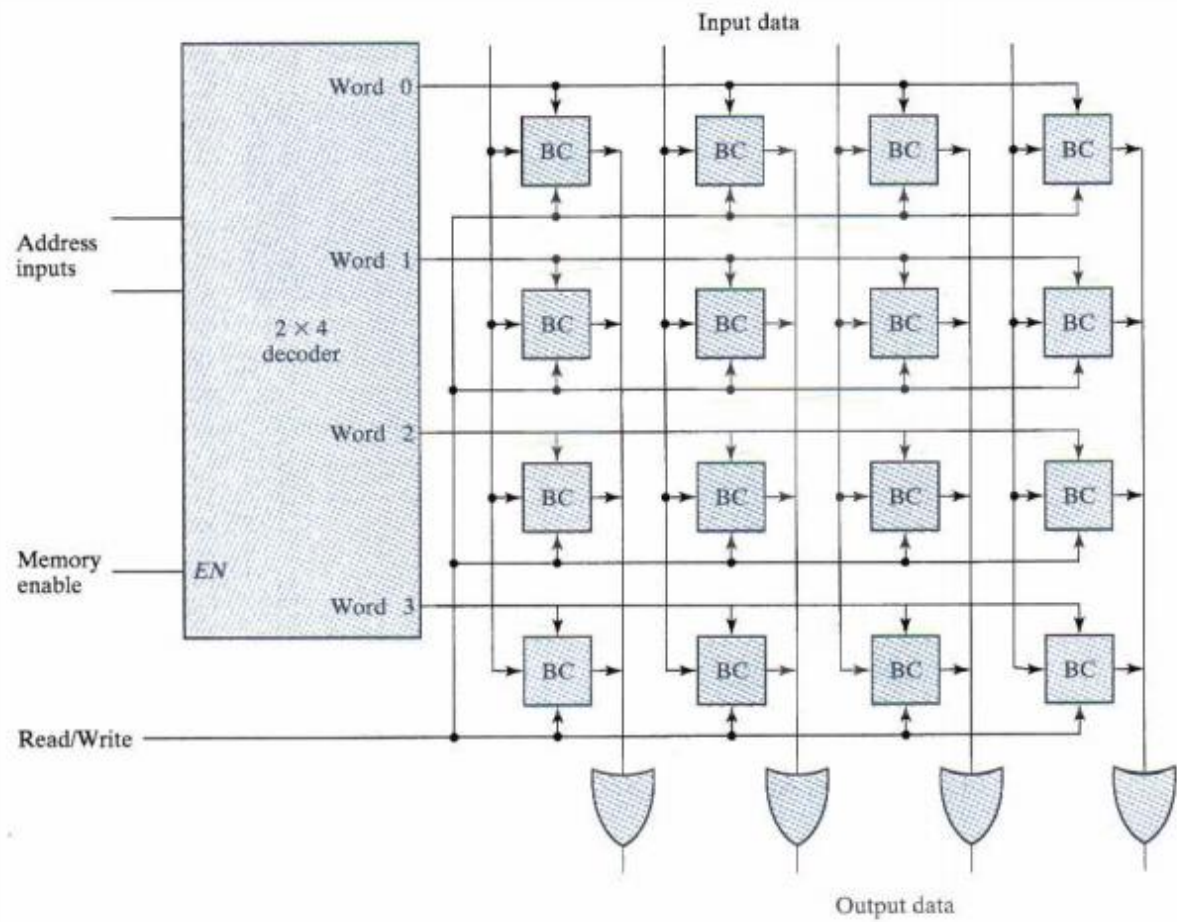 Input data
Word 0
BC BC BC BC
Address
inputs
Word 1
2 × 4
decoder
BC BC BC BC
Word 2
BC BC BC BC
Memory
enable
EN
Word 3
BC BC BC BC
Read/Write
Output data